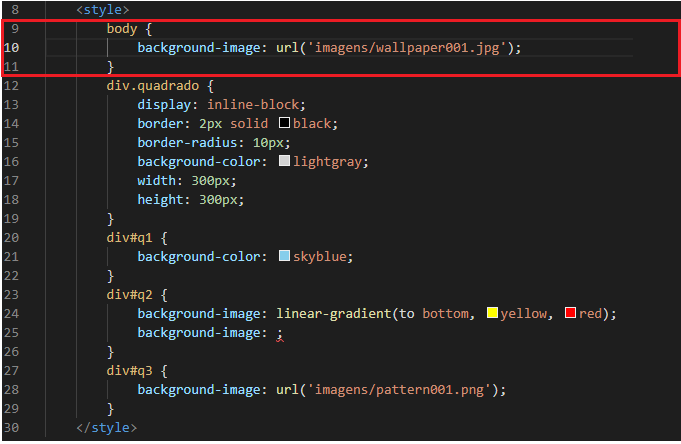 8 <style>
9 body {
10 background-image: url('imagens/wallpaper001.jpg');
11 }
12 div.quadrado {
13 display: inline-block;
14 border: 2px solid black;
15 border-radius: 10px;
16 background-color: lightgray;
17 width: 300px;
18 height: 300px;
19 }
20 div#q1 {
21 background-color: skyblue;
22 }
23 div#q2 {
24 background-image: linear-gradient(to bottom, yellow, red);
25 background-image: ;
26 }
27 div#q3 {
28 background-image: url('imagens/pattern001.png');
29 }
30 </style>